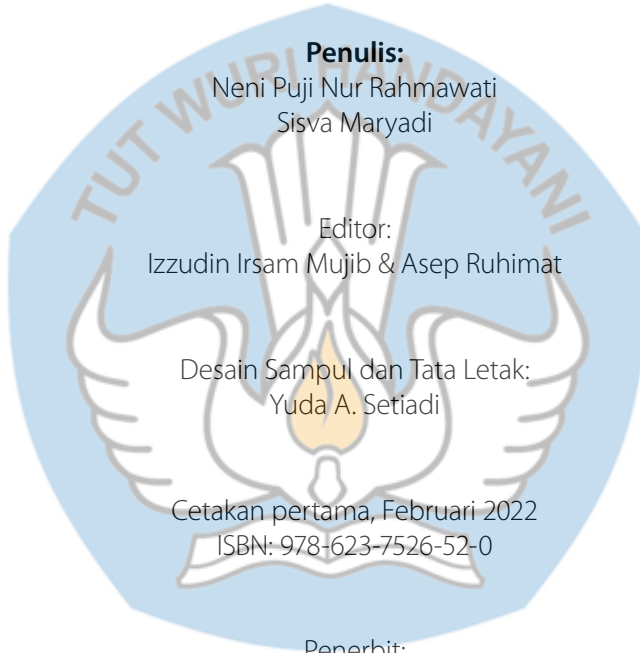 Penulis:
Neni Puji Nur Rahmawati
Sisva Maryadi
TUT WURI HANDAYANI
Editor:
Izzudin Irsam Mujib & Asep Ruhimat
Desain Sampul dan Tata Letak:
Yuda A. Setiadi
Cetakan pertama, Februari 2022
ISBN: 978-623-7526-52-0
Penerbit: